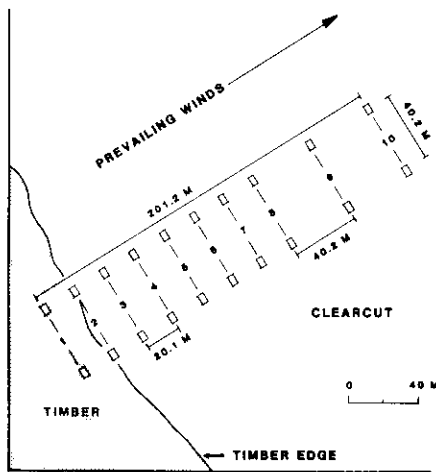 PREVAILING WINDS
201.2 M
40.2 M
1
2
3
4
5
6
7
8
9
10
20.1 M
40.2 M
CLEARCUT
0 40 M
TIMBER
TIMBER EDGE